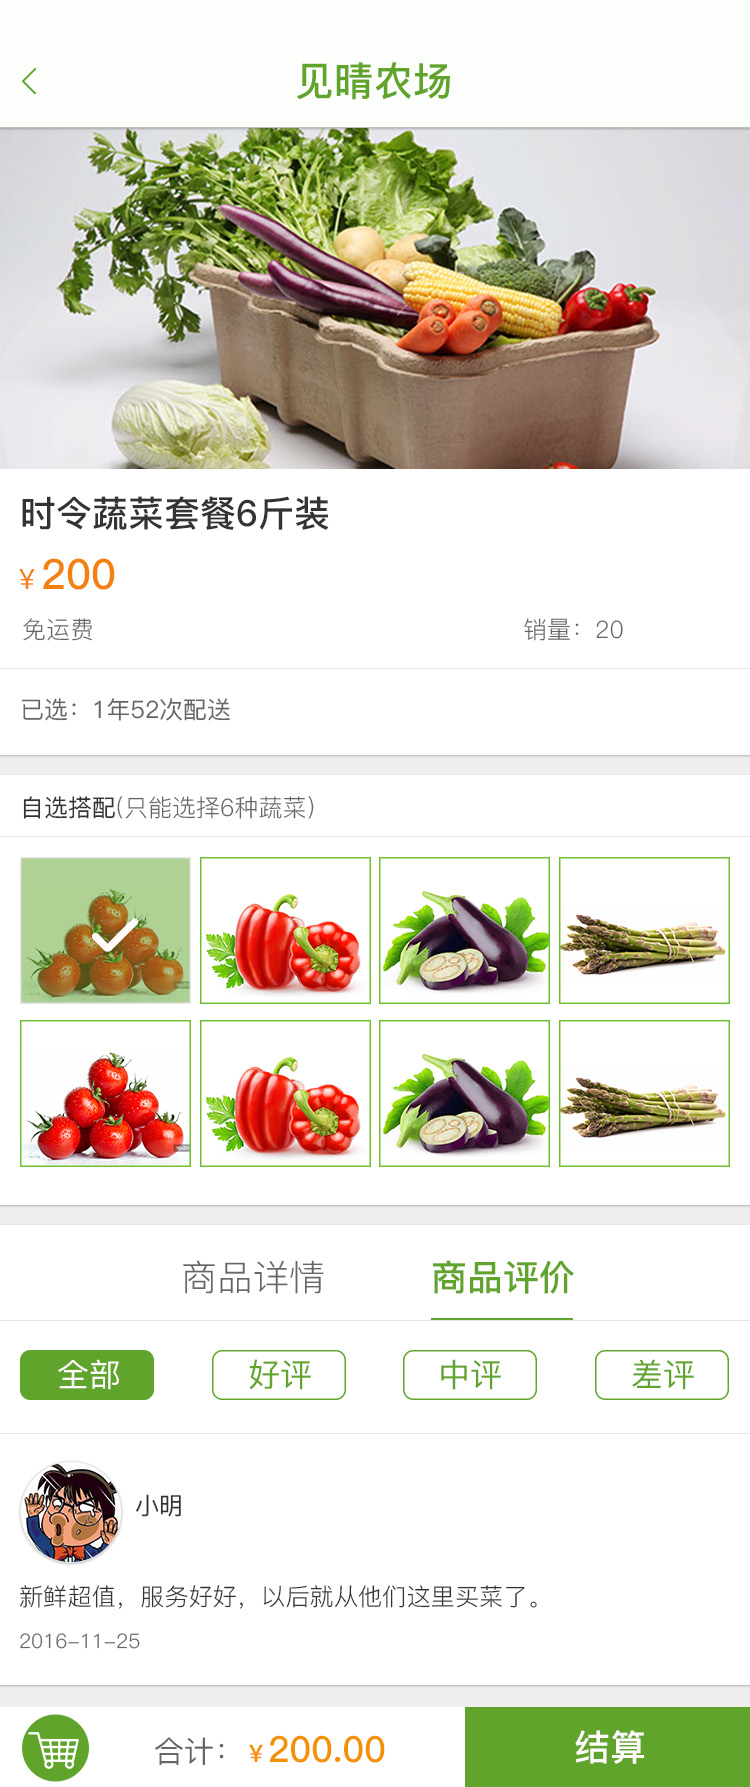 见晴农场
时令蔬菜套餐6斤装
¥ 200
免运费 销量：20
已选：1年52次配送
自选搭配(只能选择6种蔬菜)
商品详情 商品评价
全部 好评 中评 差评
小明
新鲜超值，服务好好，以后就从他们这里买菜了。
2016-11-25
合计：¥ 200.00 结算